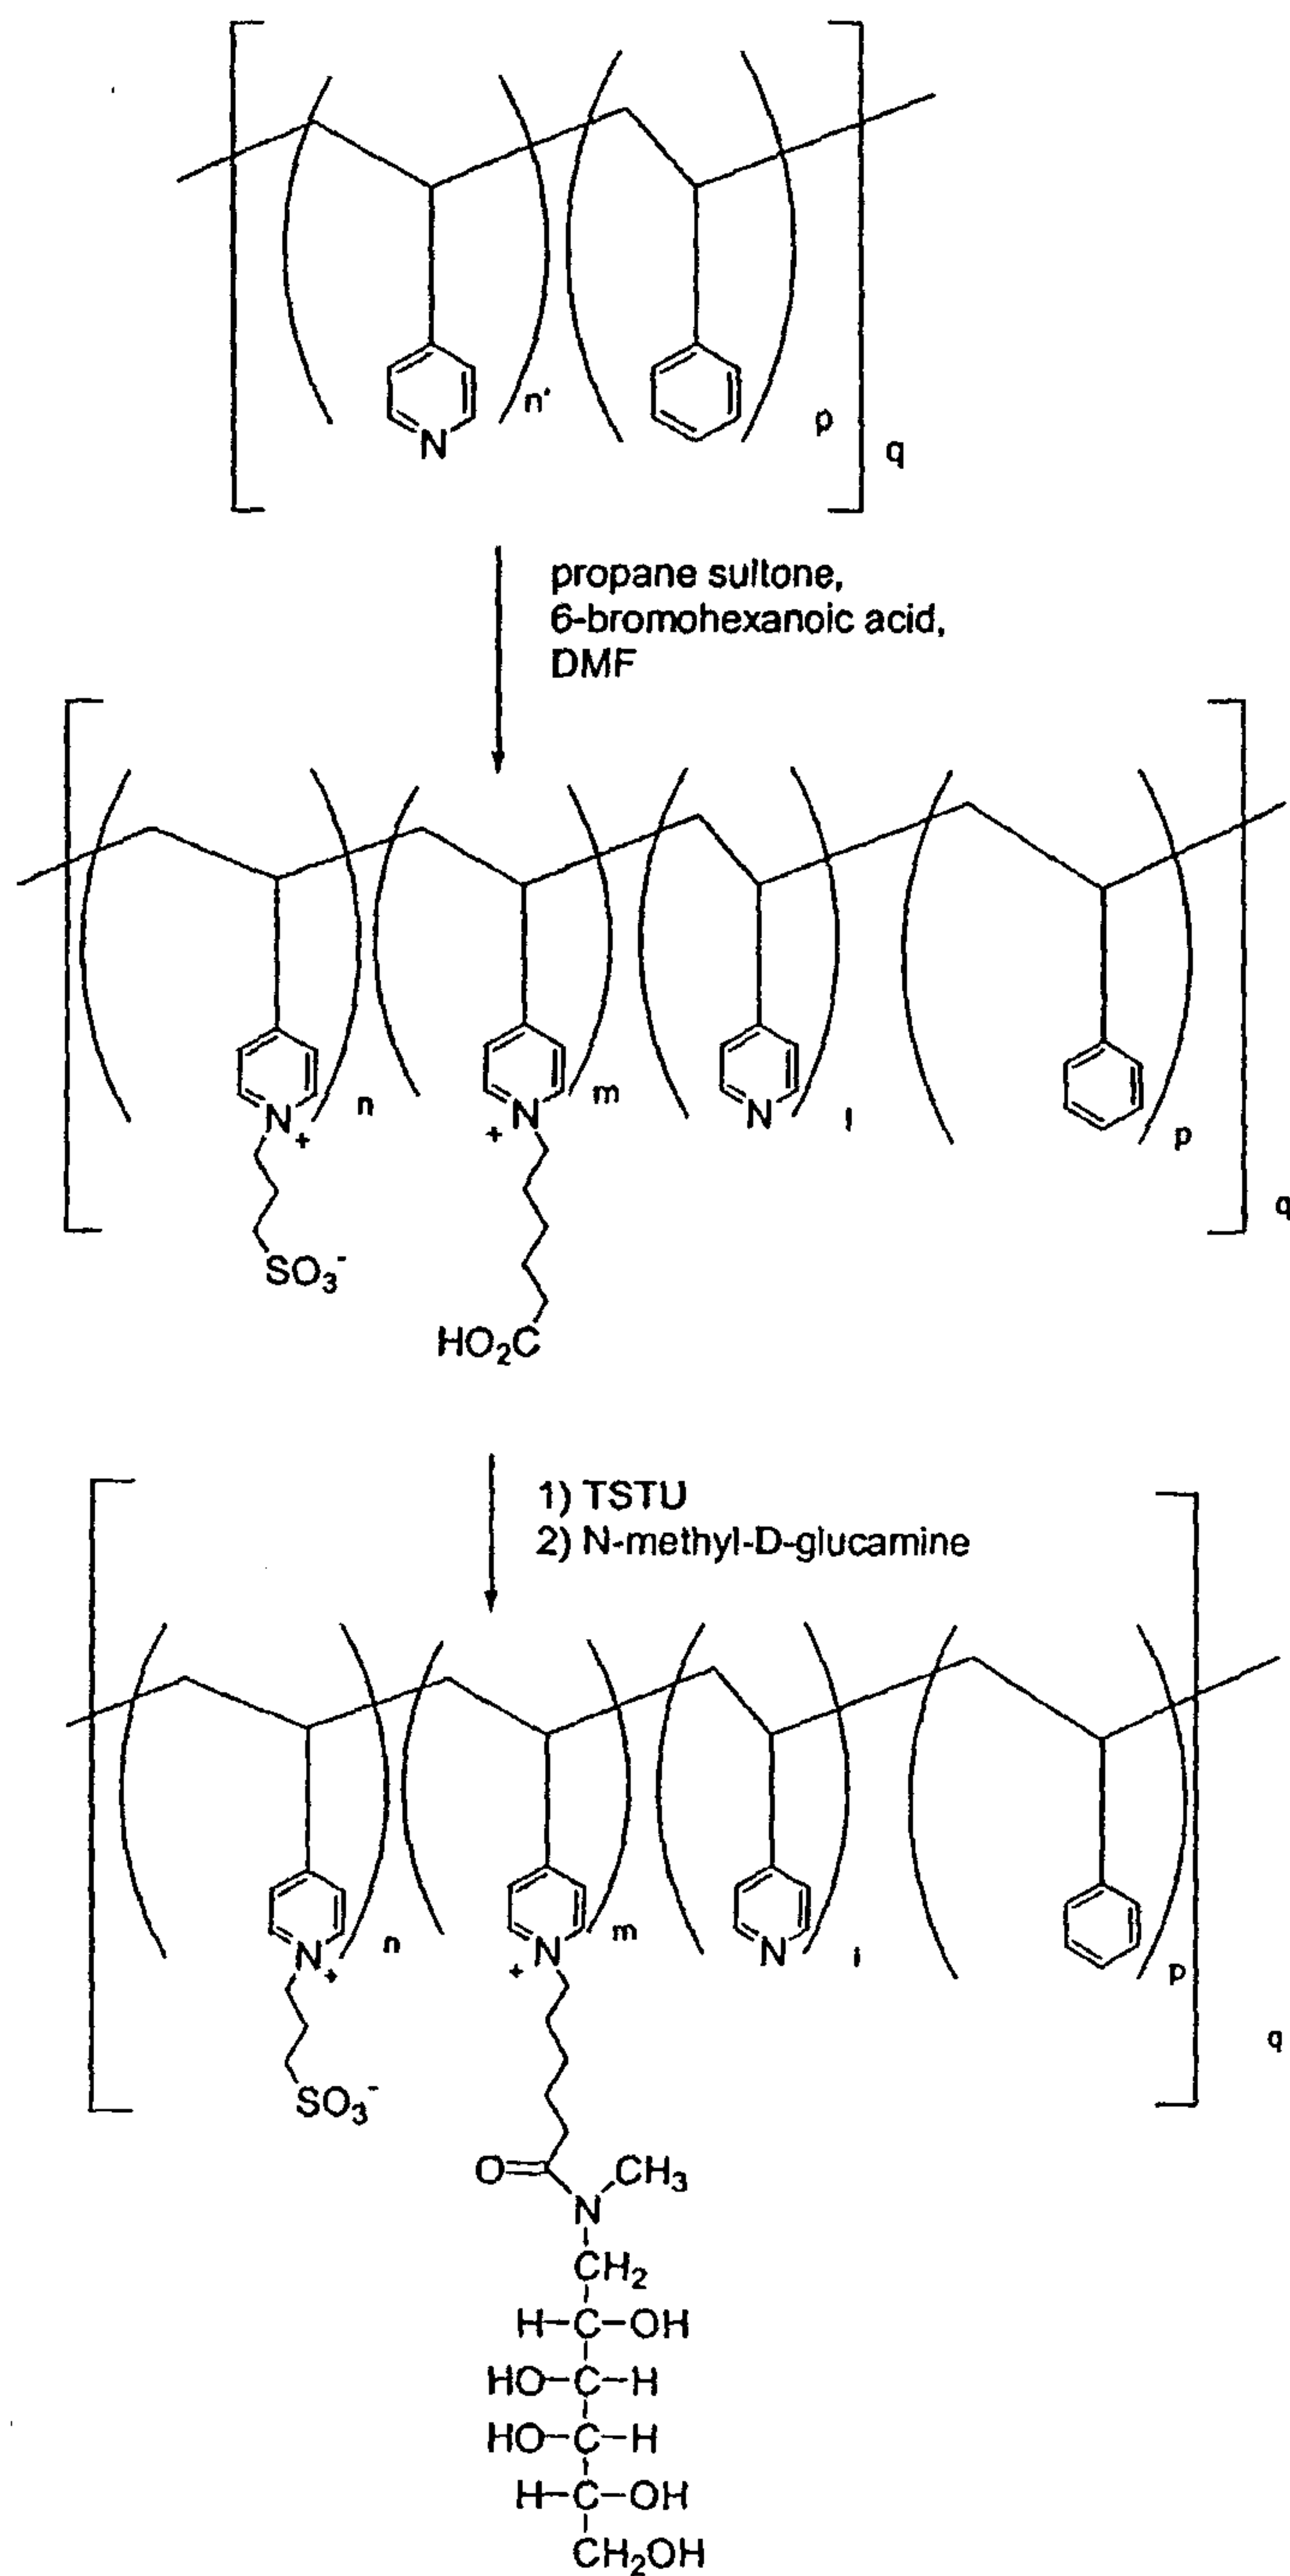 n'
N
p
q
propane sultone,
6-bromohexanoic acid,
DMF
n
m
l
p
N
+
+
N
N
q
SO3-
HO2C
1) TSTU
2) N-methyl-D-glucamine
n
m
l
p
N
+
+
N
N
q
SO3-
O
CH3
N
CH2
H-C-OH
HO-C-H
HO-C-H
H-C-OH
CH2OH